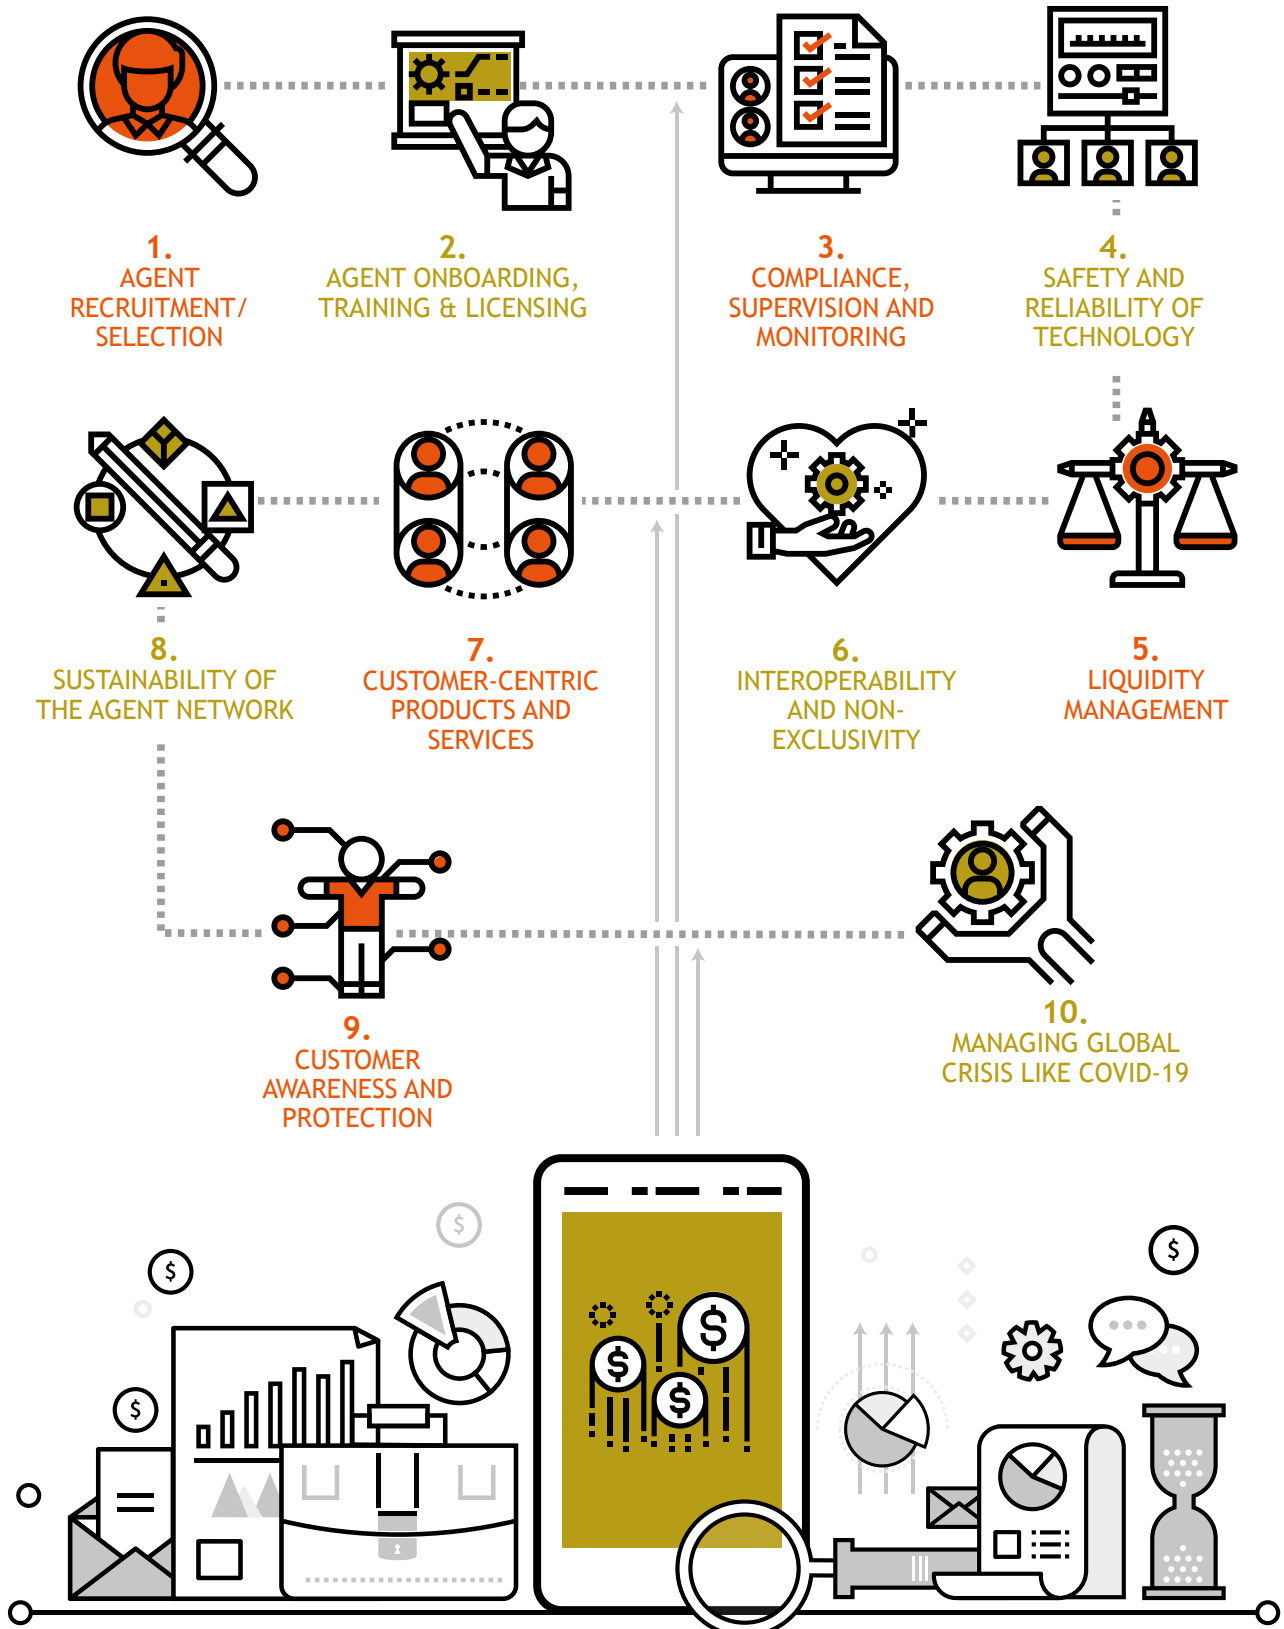 1.
AGENT
RECRUITMENT/
SELECTION
2.
AGENT ONBOARDING,
TRAINING & LICENSING
3.
COMPLIANCE,
SUPERVISION AND
MONITORING
4.
SAFETY AND
RELIABILITY OF
TECHNOLOGY
8.
SUSTAINABILITY OF
THE AGENT NETWORK
7.
CUSTOMER-CENTRIC
PRODUCTS AND
SERVICES
6.
INTEROPERABILITY
AND NON-
EXCLUSIVITY
5.
LIQUIDITY
MANAGEMENT
9.
CUSTOMER
AWARENESS AND
PROTECTION
10.
MANAGING GLOBAL
CRISIS LIKE COVID-19
$
$
$
$
$
$
$